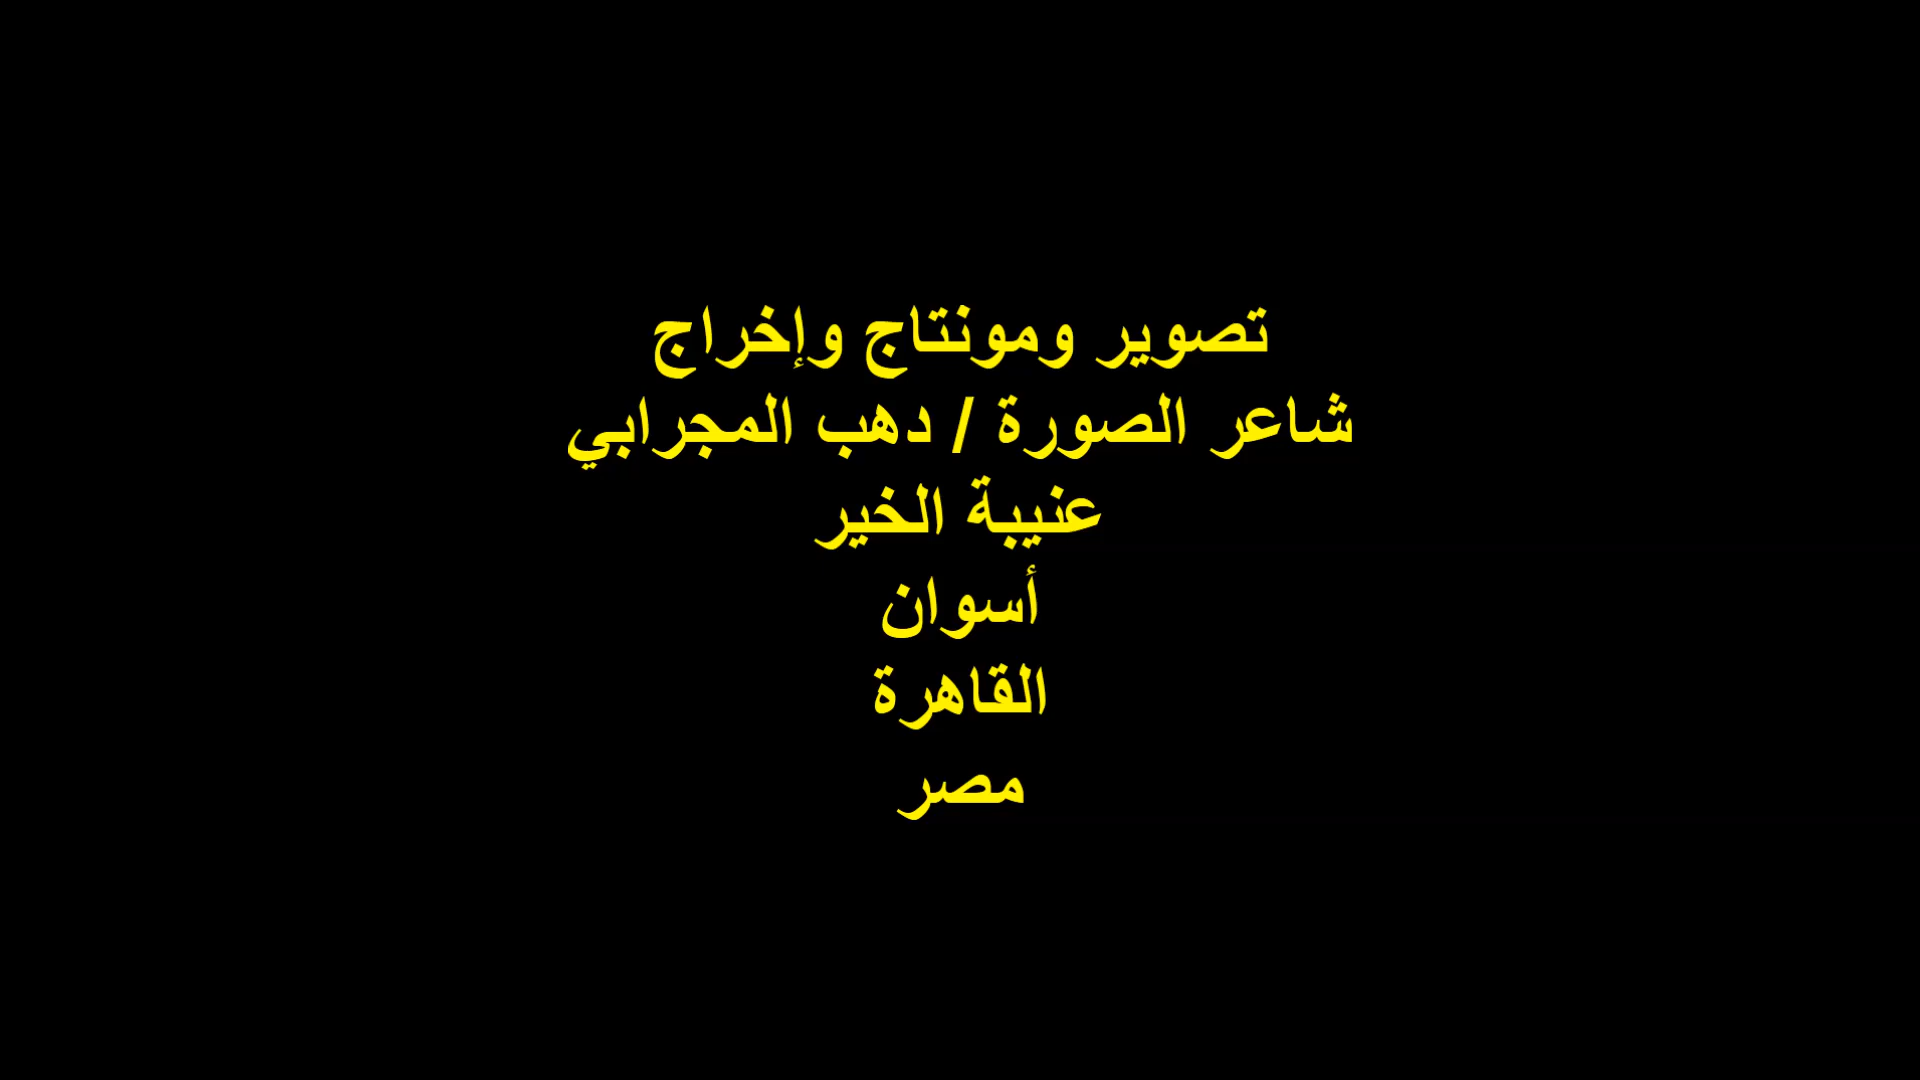 تصوير ومونتاج وإخراج
شاعر الصورة / دهب المجرابي
عنيبة الخير
أسوان
القاهرة
مصر